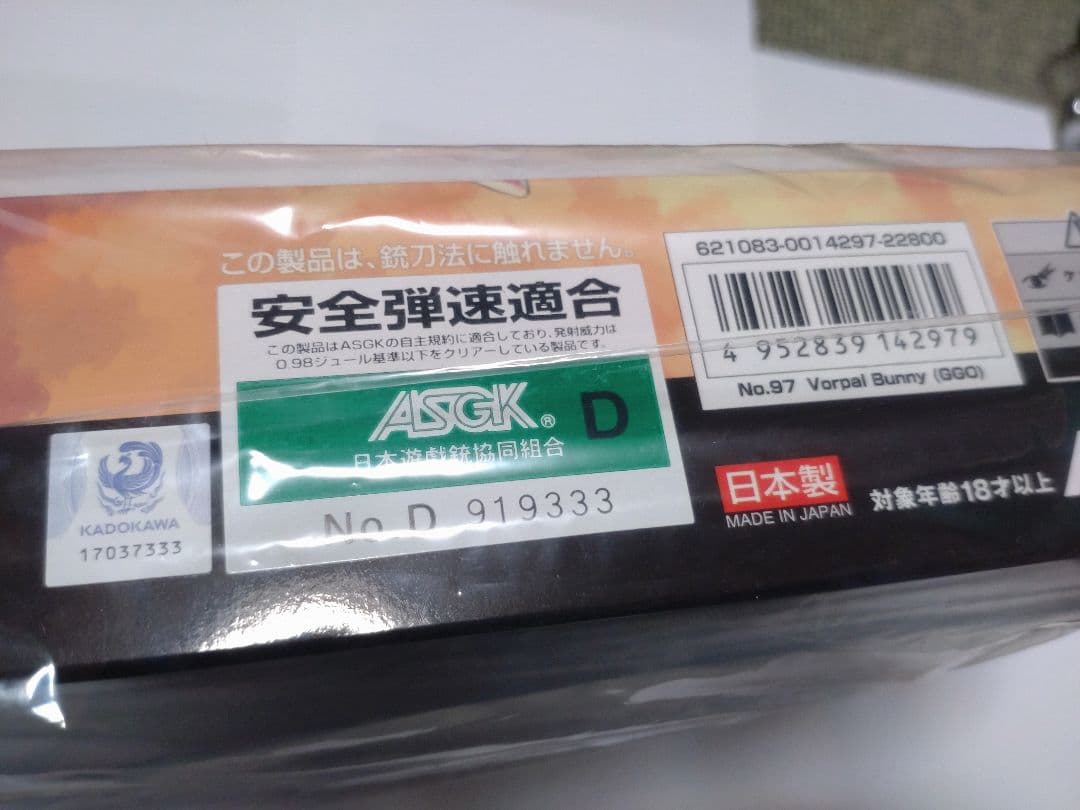 この製品は、銃刀法に触れません。
安全弾速適合
この製品はASGKの自主規約に適合しており、発射威力は
0.98ジュール基準以下をクリアーしている製品です。
ASGK® D
日本遊戯銃協同組合
No.D 919333
KADOKAWA
17037333
621083-0014297-22800
4 952839 142979
No.97 Vorpal Bunny (GGO)
日本製
MADE IN JAPAN
対象年齢18才以上